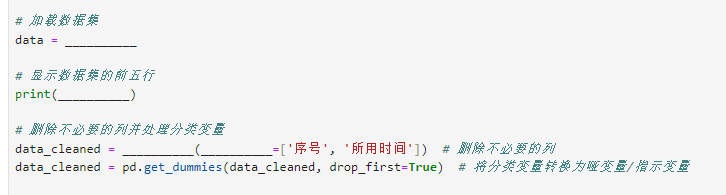 # 加载数据集
data = __________
# 显示数据集的前五行
print(__________)
# 删除不必要的列并处理分类变量
data_cleaned = __________(__________=['序号', '所用时间'])  # 删除不必要的列
data_cleaned = pd.get_dummies(data_cleaned, drop_first=True)  # 将分类变量转换为哑变量/指示变量